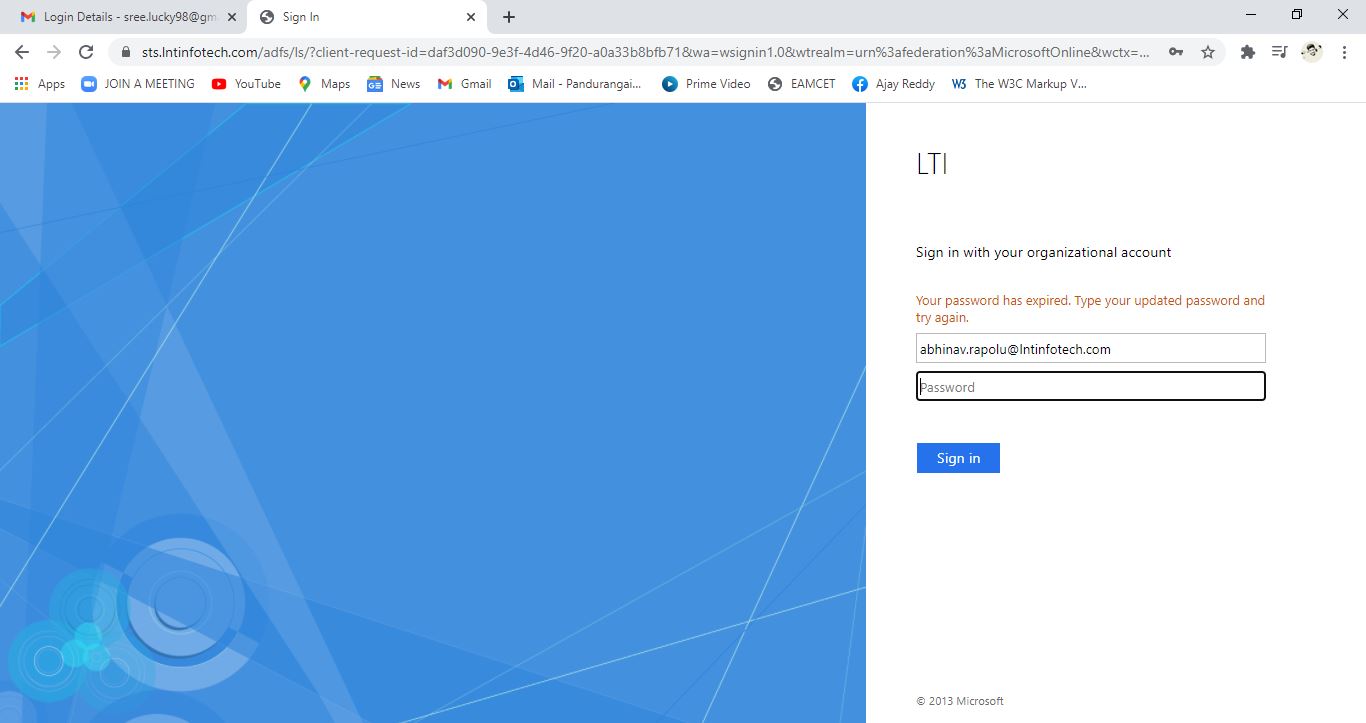 Login Details - sree.lucky98@gm
Sign In
sts.lntinfotech.com/adfs/ls/?client-request-id=daf3d090-9e3f-4d46-9f20-a0a33b8bfb71&wa=wsignin1.0&wtrealm=urn%3afederation%3aMicrosoftOnline&wctx=...
Apps JOIN A MEETING YouTube Maps News Gmail Mail - Pandurangai... Prime Video EAMCET Ajay Reddy The W3C Markup V...
LTI
Sign in with your organizational account
Your password has expired. Type your updated password and
try again.
abhinav.rapolu@lntinfotech.com
Password
Sign in
© 2013 Microsoft